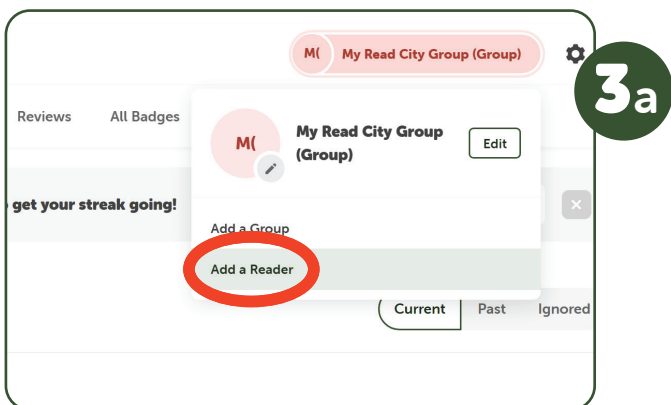 M( My Read City Group (Group)
3a
Reviews All Badges
M( My Read City Group
(Group)
Edit
get your streak going!
Add a Group
Add a Reader
Current Past Ignored